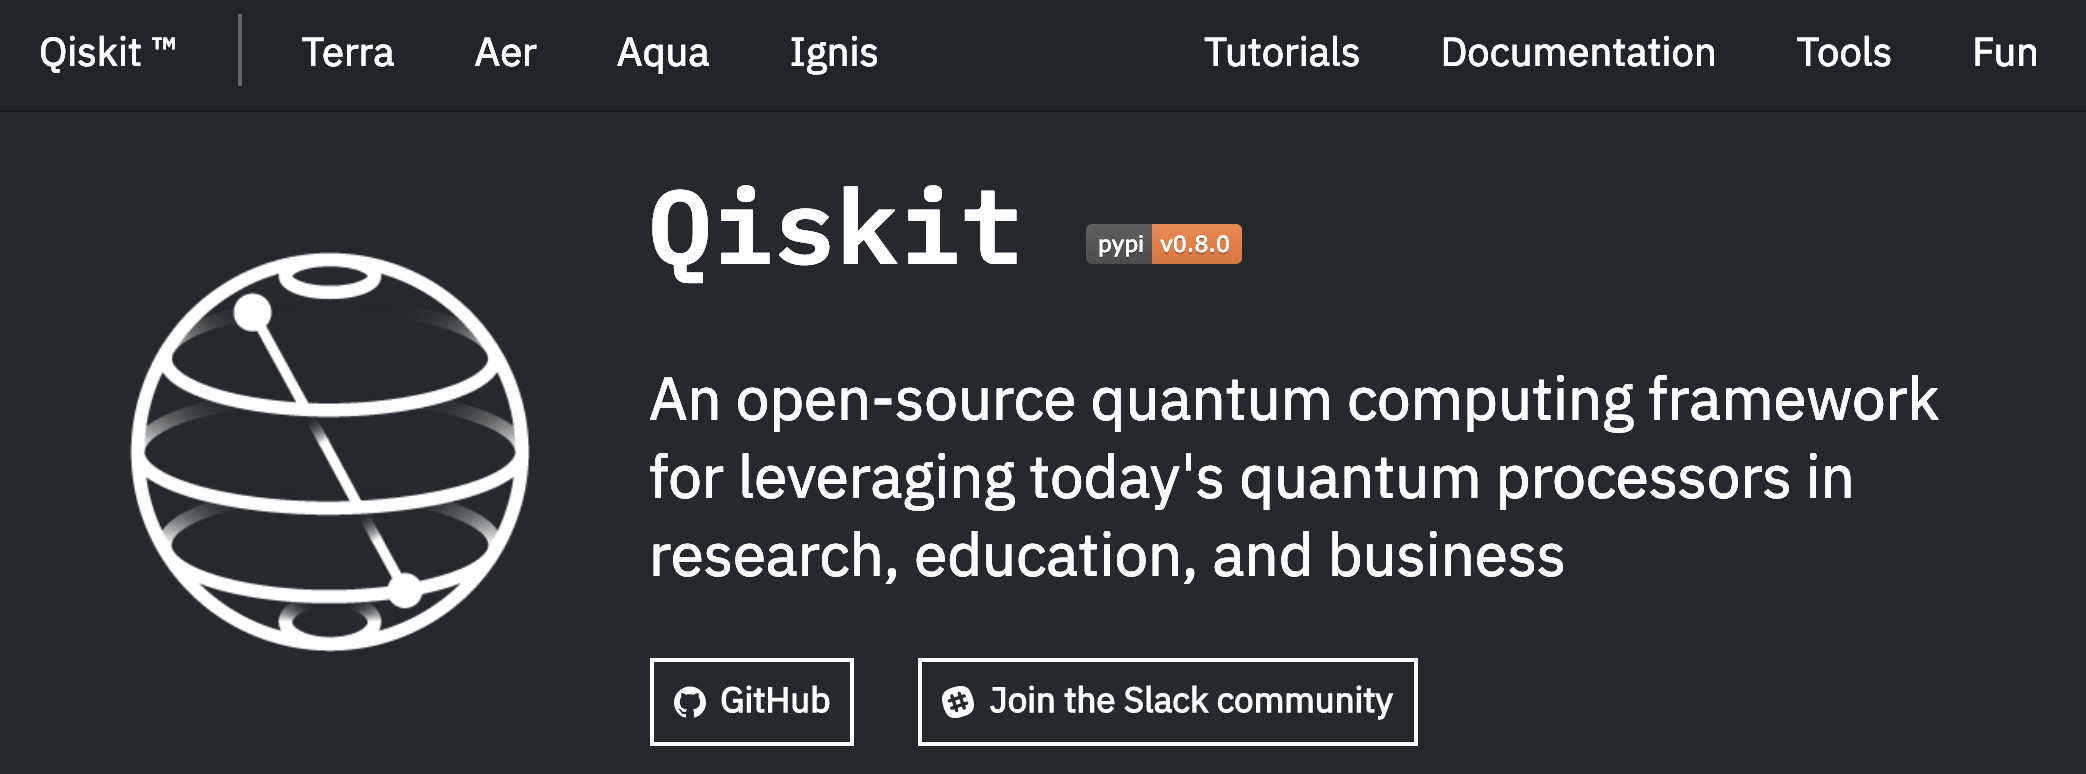 Qiskit ™ Terra Aer Aqua Ignis Tutorials Documentation Tools Fun
Qiskit pypi v0.8.0
An open-source quantum computing framework
for leveraging today's quantum processors in
research, education, and business
GitHub Join the Slack community